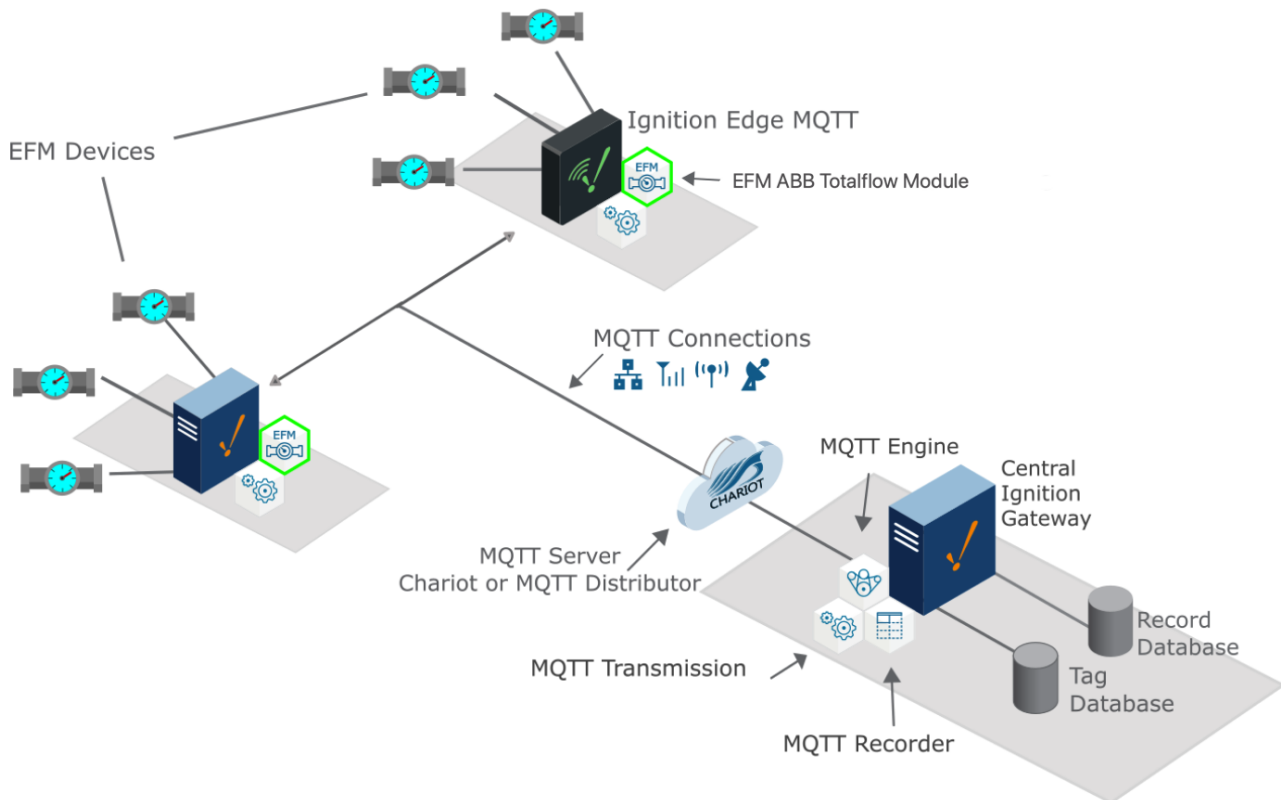 Ignition Edge MQTT
EFM Devices
EFM
EFM ABB Totalflow Module
MQTT Connections
EFM
MQTT Engine
Central
Ignition
Gateway
CHARIOT
MQTT Server
Chariot or MQTT Distributor
Record
Database
MQTT Transmission
Tag
Database
MQTT Recorder